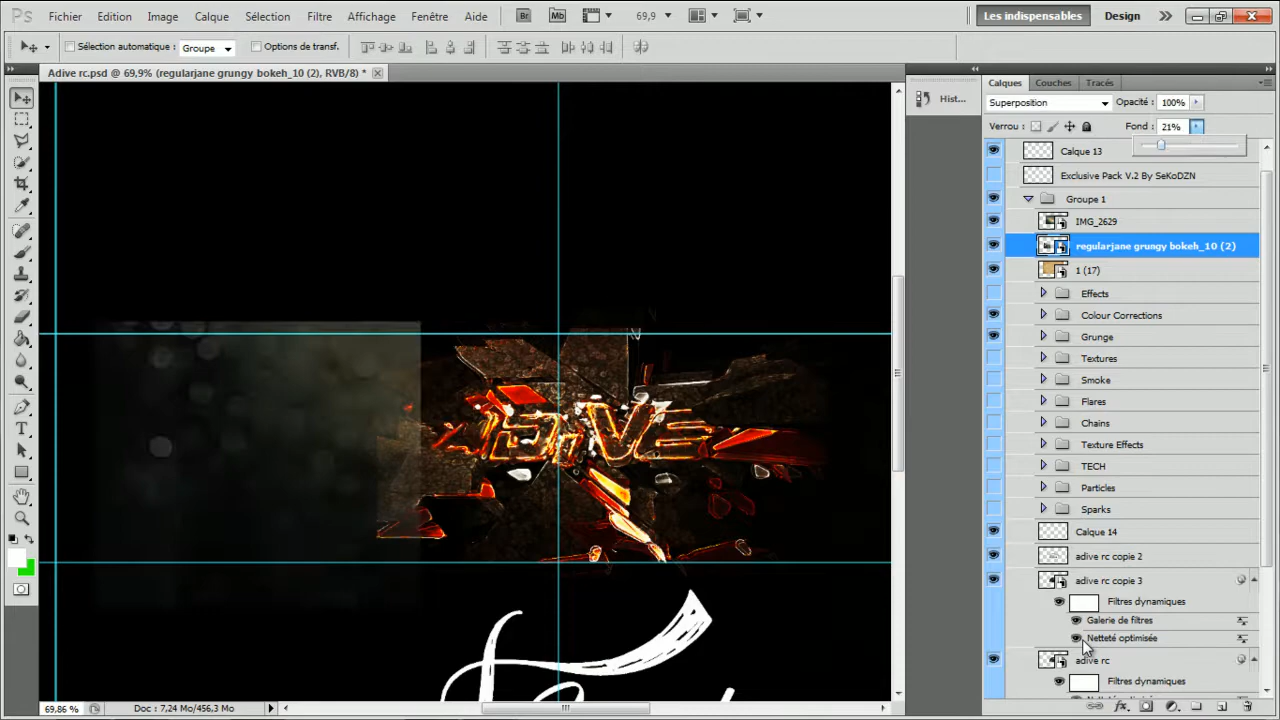 Ps Fichier Edition Image Calque Sélection Filtre Affichage Fenêtre Aide Br Mb 69,9 Les indispensables Design
Sélection automatique : Groupe Options de transf.
Adive rc.psd @ 69,9% (regularjane grungy bokeh_10 (2), RVB/8) *
Hist...
Calques Couches Tracés
Superposition Opacité : 100%
Verrou : Fond : 21%
Calque 13
Exclusive Pack V.2 By SeKoDZN
Groupe 1
IMG_2629
regularjane grungy bokeh_10 (2)
1 (17)
Effects
Colour Corrections
Grunge
Textures
Smoke
Flares
Chains
Texture Effects
TECH
Particles
Sparks
Calque 14
adive rc copie 2
adive rc copie 3
Filtres dynamiques
Galerie de filtres
Netteté optimisée
adive rc
Filtres dynamiques
69,86 % Doc : 7,24 Mo/456,3 Mo